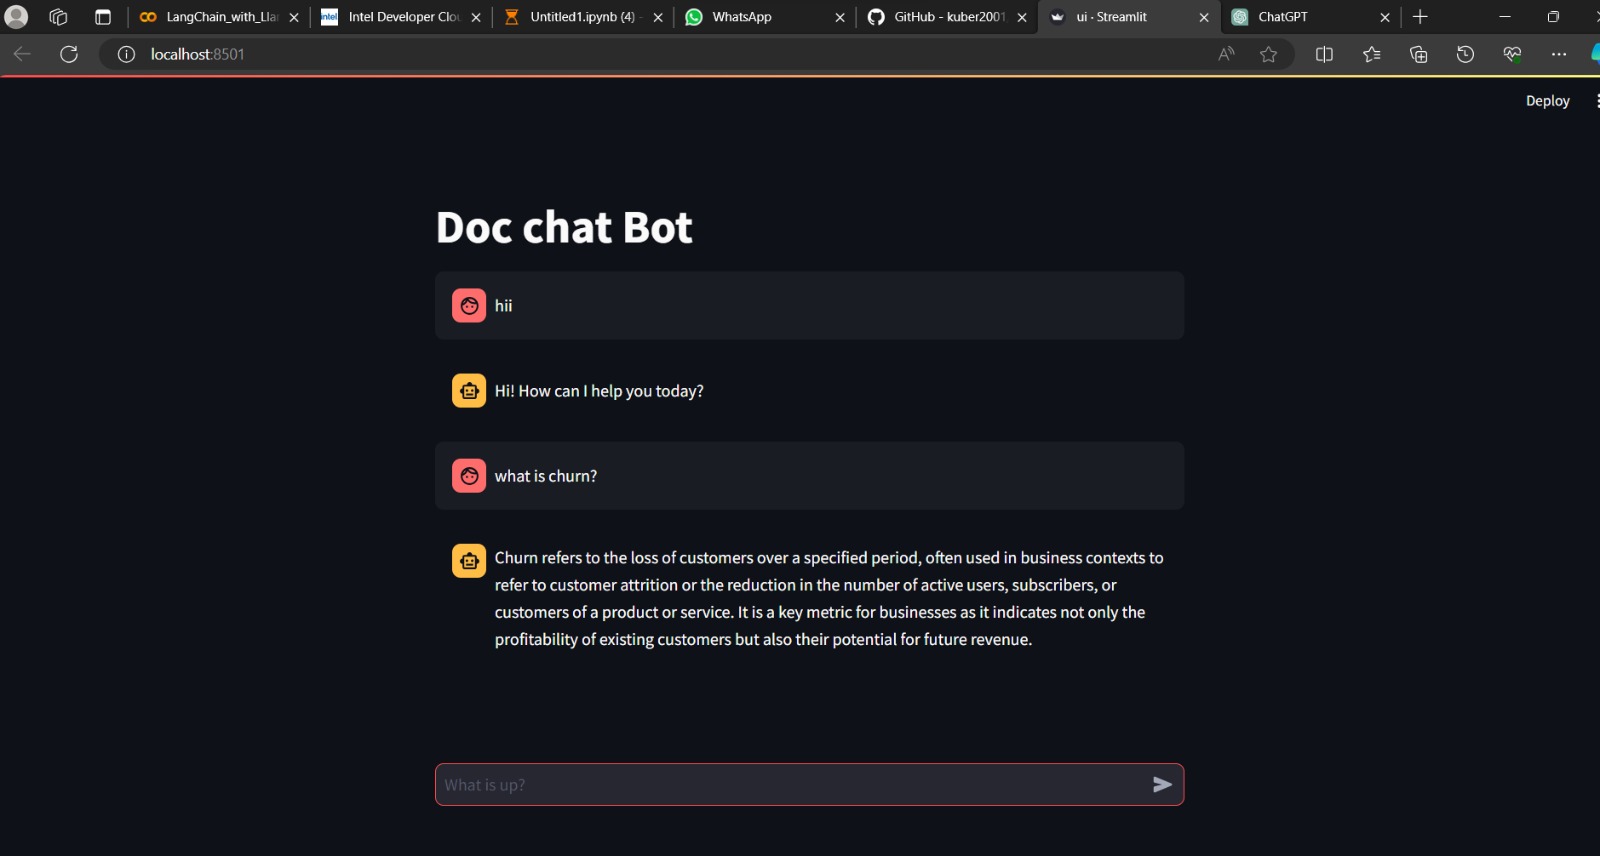 LangChain_with_Lla
Intel Developer Clou
Untitled1.ipynb (4)
WhatsApp
GitHub - kuber2001
ui · Streamlit
ChatGPT
localhost:8501
Deploy
Doc chat Bot
hii
Hi! How can I help you today?
what is churn?
Churn refers to the loss of customers over a specified period, often used in business contexts to
refer to customer attrition or the reduction in the number of active users, subscribers, or
customers of a product or service. It is a key metric for businesses as it indicates not only the
profitability of existing customers but also their potential for future revenue.
What is up?